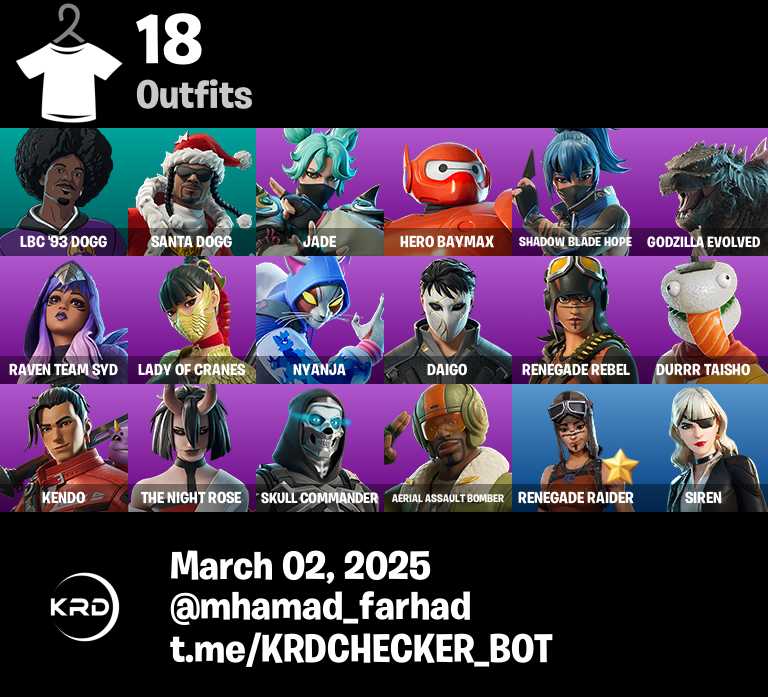 18
Outfits
LBC '93 DOGG
SANTA DOGG
JADE
HERO BAYMAX
SHADOW BLADE HOPE
GODZILLA EVOLVED
RAVEN TEAM SYD
LADY OF CRANES
NYANJA
DAIGO
RENEGADE REBEL
DURRR TAISHO
KENDO
THE NIGHT ROSE
SKULL COMMANDER
AERIAL ASSAULT BOMBER
RENEGADE RAIDER
SIREN
KRD
March 02, 2025
@mhamad_farhad
t.me/KRDCHECKER_BOT